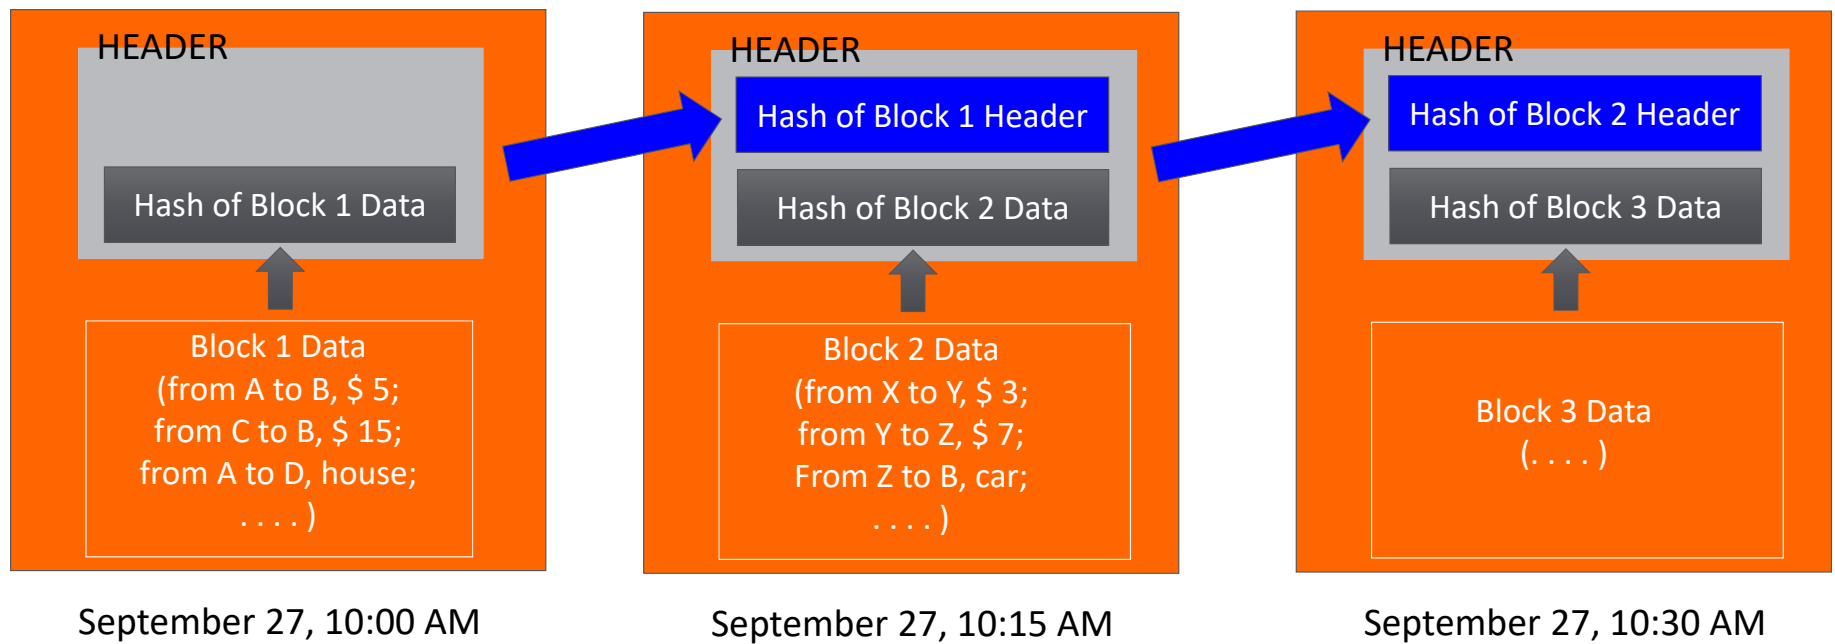 HEADER
Hash of Block 1 Data
Block 1 Data
(from A to B, $ 5;
from C to B, $ 15;
from A to D, house;
. . . . )
September 27, 10:00 AM
HEADER
Hash of Block 1 Header
Hash of Block 2 Data
Block 2 Data
(from X to Y, $ 3;
from Y to Z, $ 7;
From Z to B, car;
. . . . )
September 27, 10:15 AM
HEADER
Hash of Block 2 Header
Hash of Block 3 Data
Block 3 Data
(. . . . )
September 27, 10:30 AM